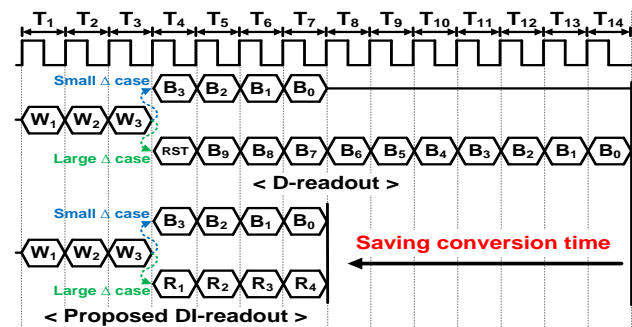 T1 T2 T3 T4 T5 T6 T7 T8 T9 T10 T11 T12 T13 T14
Small Δ case
B3 B2 B1 B0
W1 W2 W3
Large Δ case
RST B9 B8 B7 B6 B5 B4 B3 B2 B1 B0
< D-readout >
Small Δ case
B3 B2 B1 B0
Saving conversion time
W1 W2 W3
Large Δ case
R1 R2 R3 R4
< Proposed DI-readout >